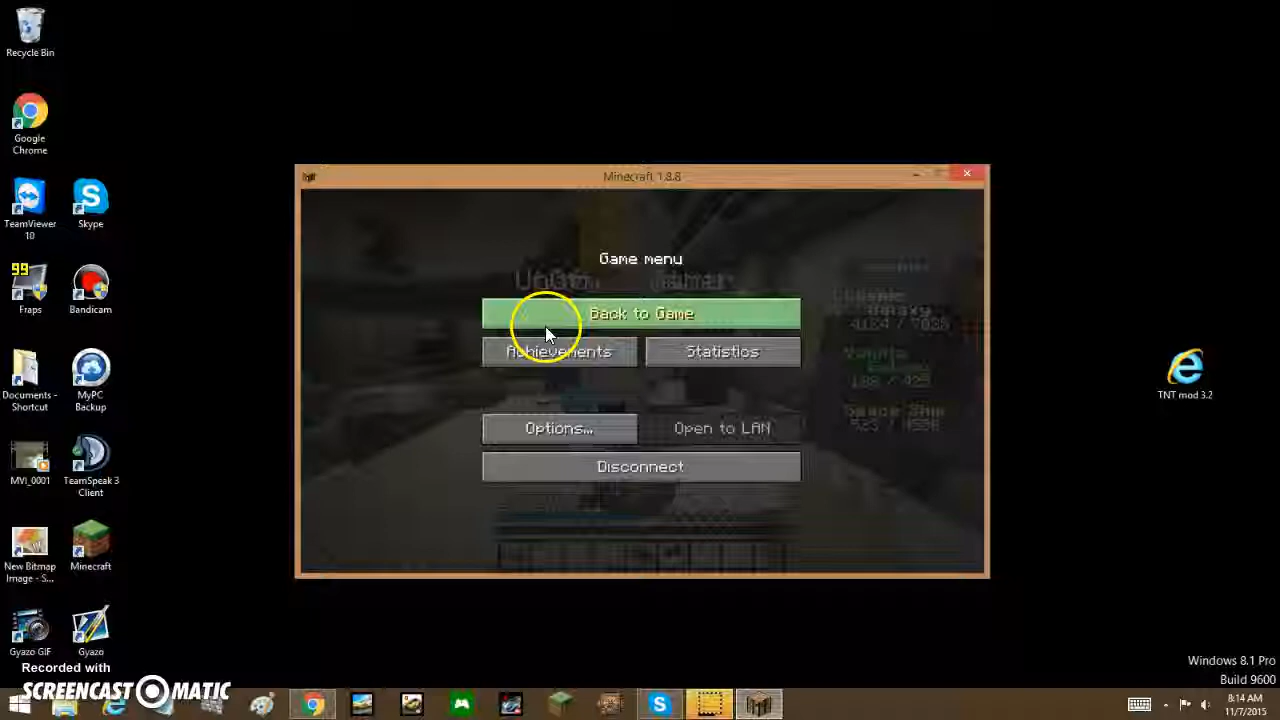 Recycle Bin
Google
Chrome
TeamViewer
10
Skype
99
Fraps
Bandicam
Documents -
Shortcut
MyPC
Backup
MVI_0001
TeamSpeak 3
Client
New Bitmap
Image - S...
Minecraft
Gyazo GIF
Gyazo
Minecraft 1.8.8
Game menu
Back to Game
Achievements
Statistics
Options...
Open to LAN
Disconnect
TNT mod 3.2
Windows 8.1 Pro
Build 9600
Recorded with
SCREENCAST-O-MATIC
8:14 AM
11/7/2015